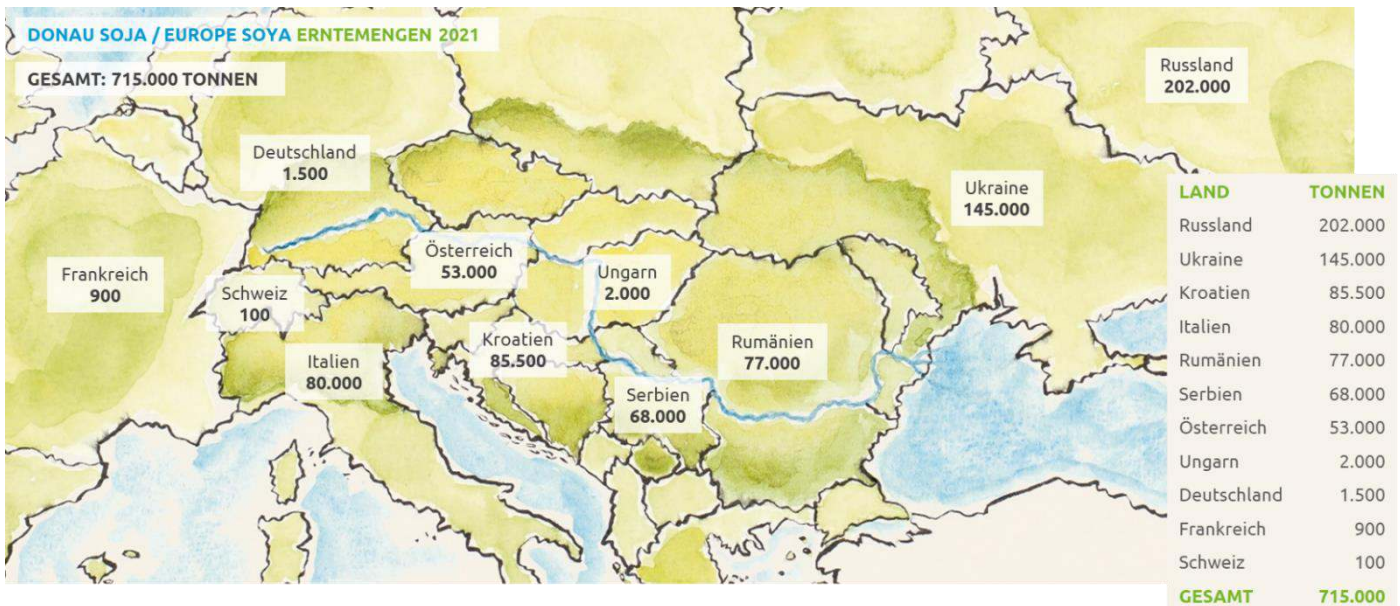 DONAU SOJA / EUROPE SOYA ERNTEMENGEN 2021
GESAMT: 715.000 TONNEN
Russland
202.000
Deutschland
1.500
Ukraine
145.000
Österreich
53.000
Frankreich
900
Ungarn
2.000
Schweiz
100
Kroatien
85.500
Rumänien
77.000
Italien
80.000
Serbien
68.000
LAND TONNEN
Russland 202.000
Ukraine 145.000
Kroatien 85.500
Italien 80.000
Rumänien 77.000
Serbien 68.000
Österreich 53.000
Ungarn 2.000
Deutschland 1.500
Frankreich 900
Schweiz 100
GESAMT 715.000